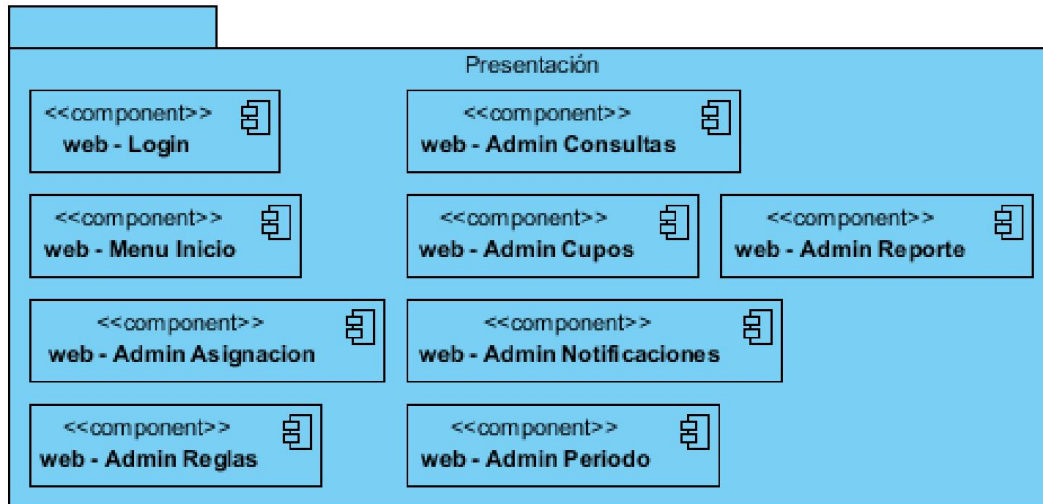 Presentación
<<component>>
web - Login
<<component>>
web - Admin Consultas
<<component>>
web - Menu Inicio
<<component>>
web - Admin Cupos
<<component>>
web - Admin Reporte
<<component>>
web - Admin Asignacion
<<component>>
web - Admin Notificaciones
<<component>>
web - Admin Reglas
<<component>>
web - Admin Periodo